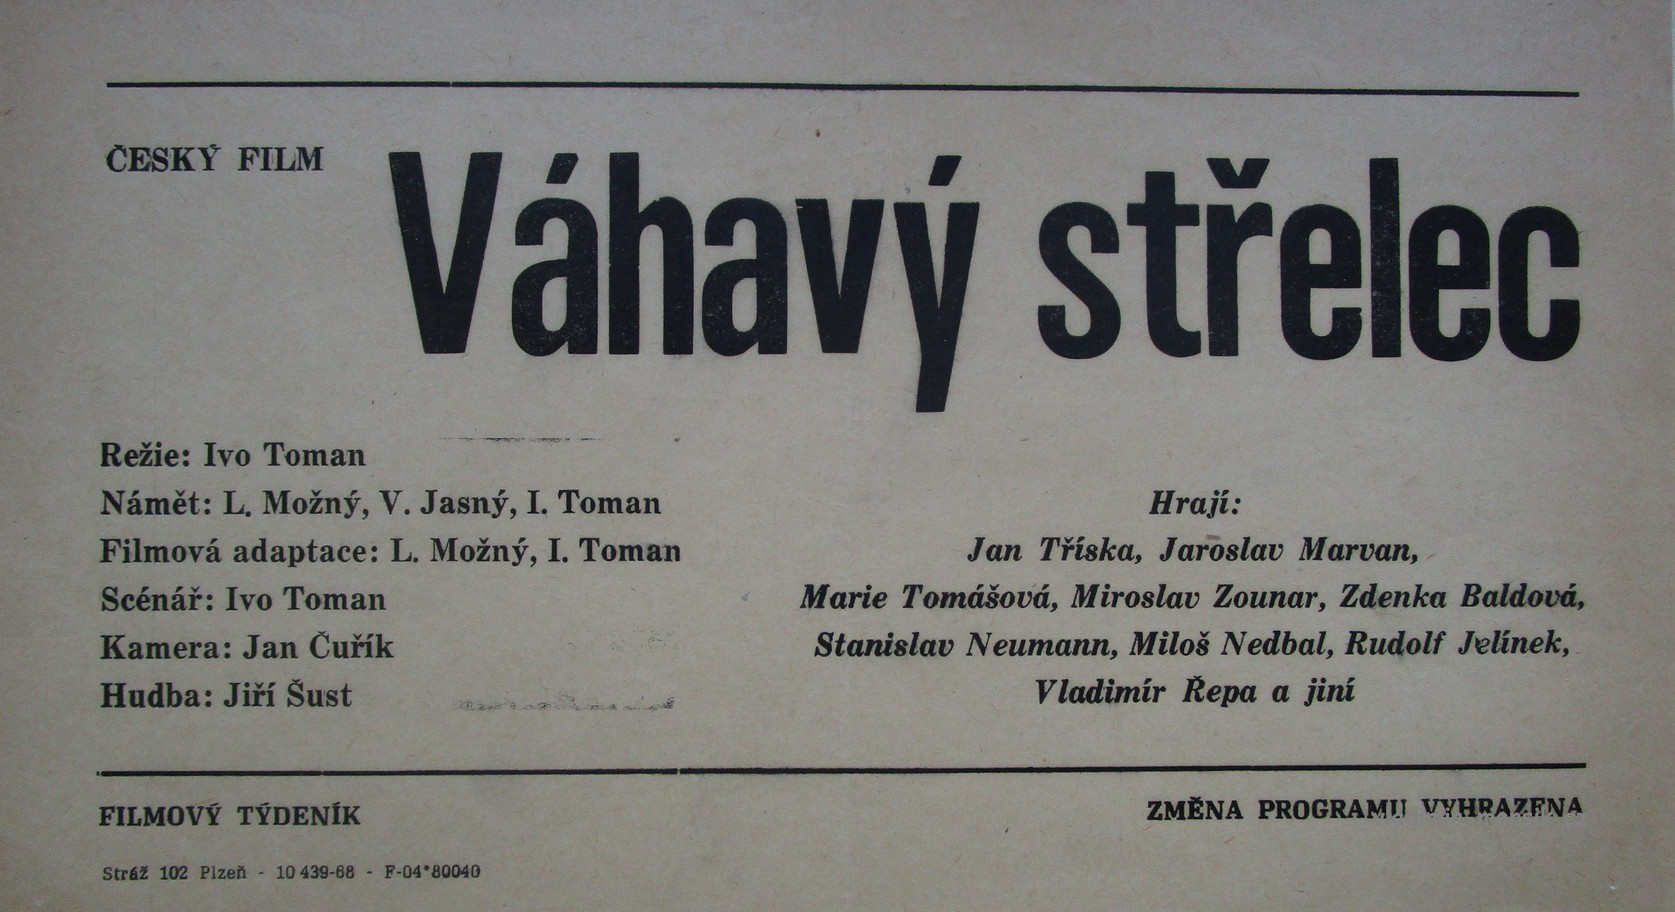 ČESKÝ FILM
Váhavý střelec
Režie: Ivo Toman
Námět: L. Možný, V. Jasný, I. Toman
Filmová adaptace: L. Možný, I. Toman
Scénář: Ivo Toman
Kamera: Jan Čuřík
Hudba: Jiří Šust
Hrají:
Jan Tříska, Jaroslav Marvan,
Marie Tomášová, Miroslav Zounar, Zdenka Baldová,
Stanislav Neumann, Miloš Nedbal, Rudolf Jelínek,
Vladimír Řepa a jiní
FILMOVÝ TÝDENÍK
ZMĚNA PROGRAMU VYHRAZENA
Stráž 102 Plzeň - 10 439-68 - F-04*80040